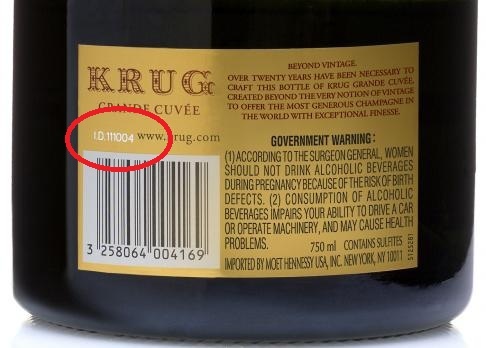 KRUG
GRANDE CUVÉE
I.D.111004 www.krug.com
3 258064 004169
BEYOND VINTAGE.
OVER TWENTY YEARS HAVE BEEN NECESSARY TO
CRAFT THIS BOTTLE OF KRUG GRANDE CUVÉE.
CREATED BEYOND THE VERY NOTION OF VINTAGE
TO OFFER THE MOST GENEROUS CHAMPAGNE IN
THE WORLD WITH EXCEPTIONAL FINESSE.
GOVERNMENT WARNING:
(1) ACCORDING TO THE SURGEON GENERAL, WOMEN
SHOULD NOT DRINK ALCOHOLIC BEVERAGES
DURING PREGNANCY BECAUSE OF THE RISK OF BIRTH
DEFECTS. (2) CONSUMPTION OF ALCOHOLIC
BEVERAGES IMPAIRS YOUR ABILITY TO DRIVE A CAR
OR OPERATE MACHINERY, AND MAY CAUSE HEALTH
PROBLEMS.
750 ml CONTAINS SULFITES
IMPORTED BY MOET HENNESSY USA, INC. NEW YORK, NY 10011